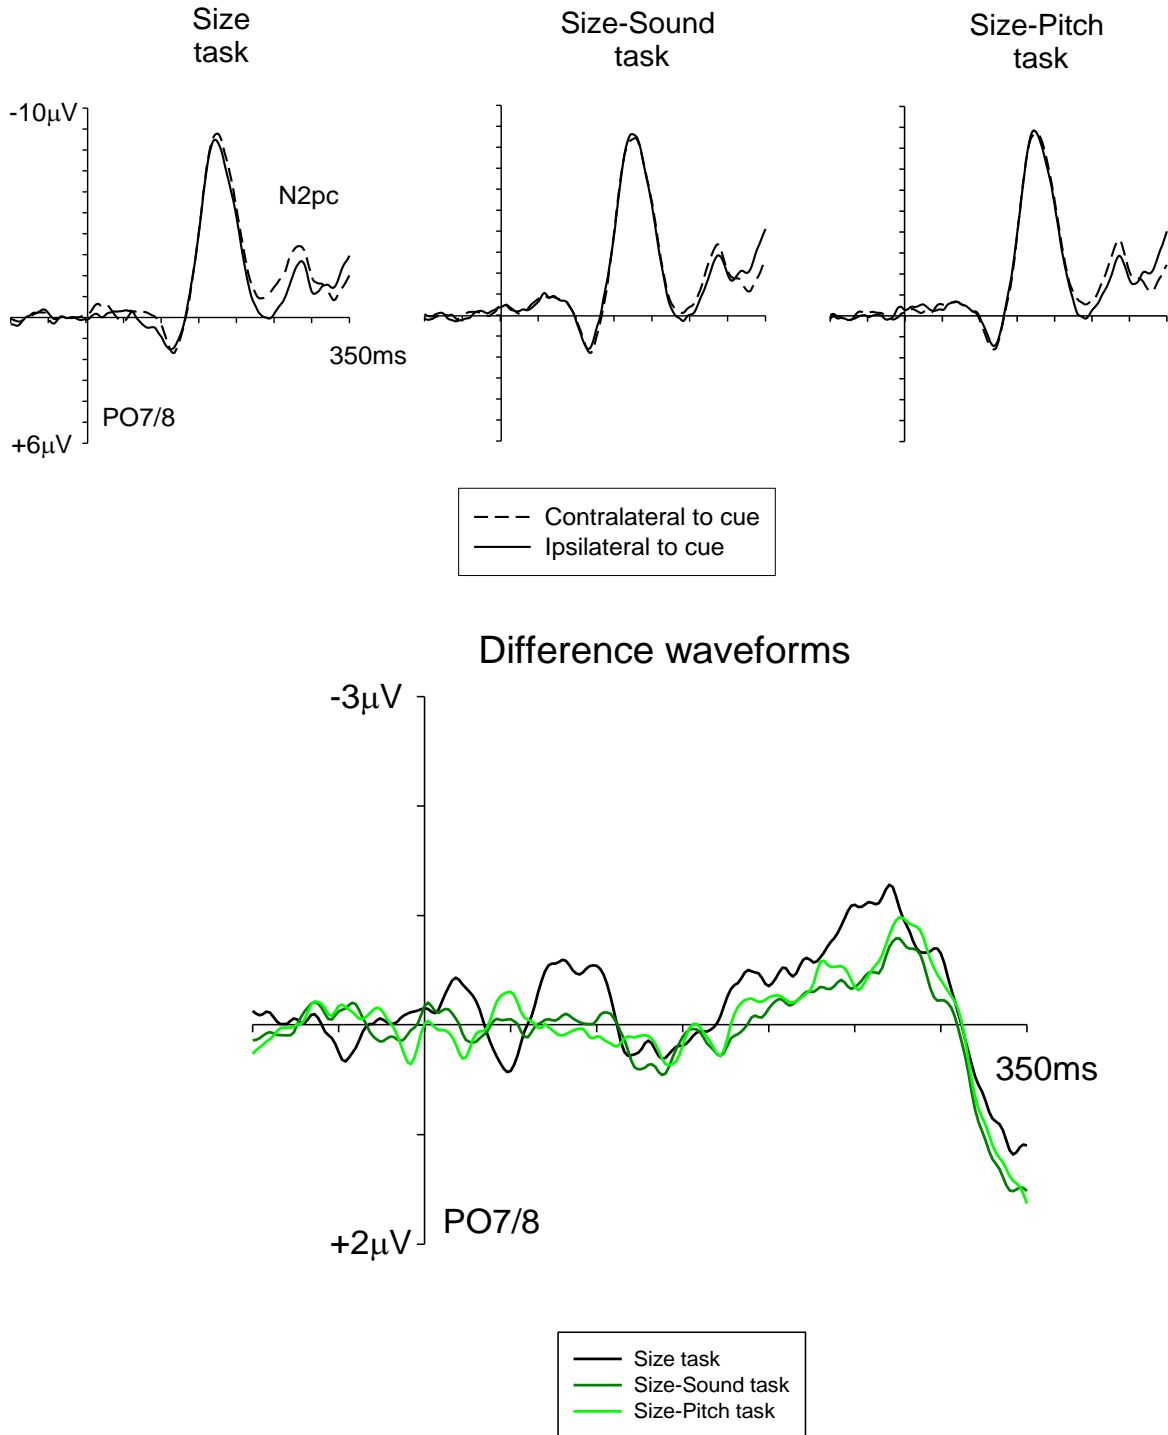 Size
task
Size-Sound
task
Size-Pitch
task
-10μV
N2pc
350ms
PO7/8
+6μV
Contralateral to cue
Ipsilateral to cue
Difference waveforms
-3μV
350ms
PO7/8
+2μV
Size task
Size-Sound task
Size-Pitch task